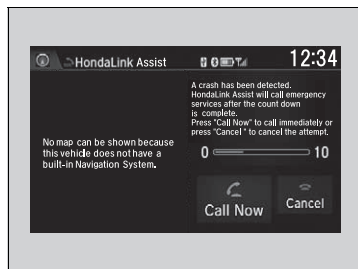 HondaLink Assist
12:34
A crash has been detected.
HondaLink Assist will call emergency
services after the count down
is complete.
Press "Call Now" to call immediately or
press "Cancel " to cancel the attempt.
No map can be shown because
this vehicle does not have a
built-in Navigation System.
0
10
Call Now
Cancel